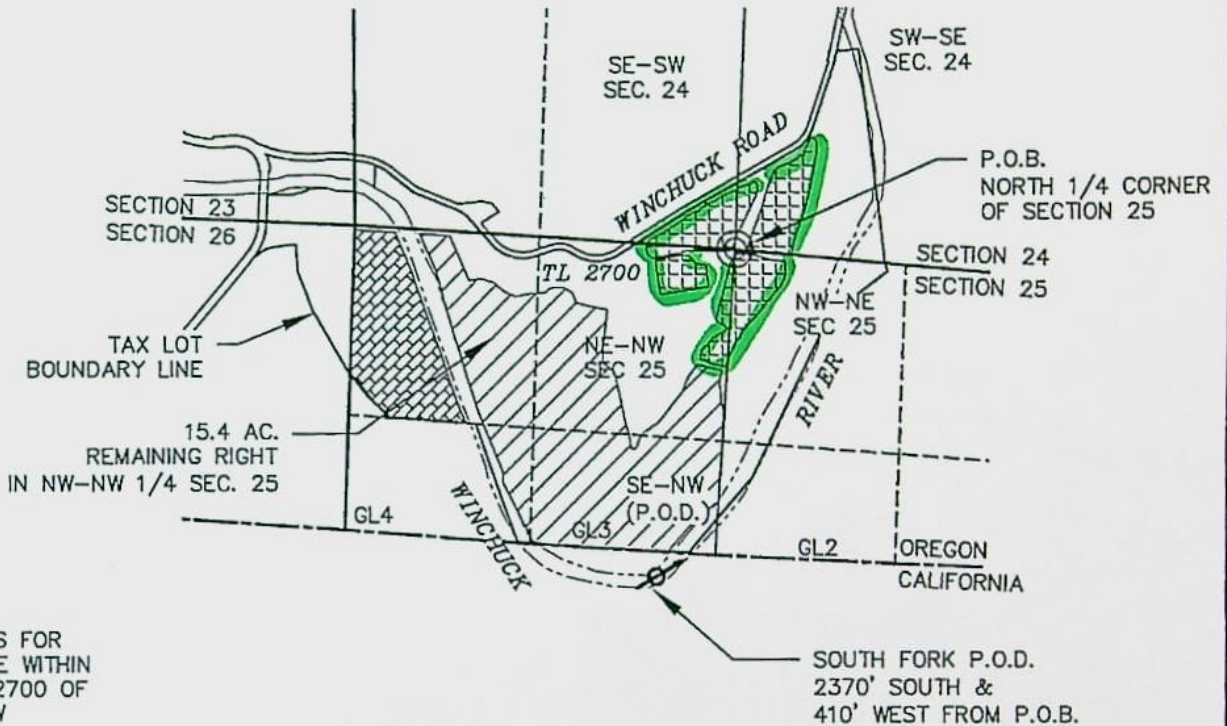 SW-SE
SEC. 24
SE-SW
SEC. 24
WINCHUCK ROAD
P.O.B.
NORTH 1/4 CORNER
OF SECTION 25
SECTION 23
SECTION 26
SECTION 24
SECTION 25
TL 2700
NW-NE
SEC 25
TAX LOT
BOUNDARY LINE
NE-NW
SEC 25
RIVER
15.4 AC.
REMAINING RIGHT
IN NW-NW 1/4 SEC. 25
SE-NW
(P.O.D.)
WINCHUCK
GL4
GL3
GL2
OREGON
CALIFORNIA
S FOR
E WITHIN
2700 OF
SOUTH FORK P.O.D.
2370' SOUTH &
410' WEST FROM P.O.B.